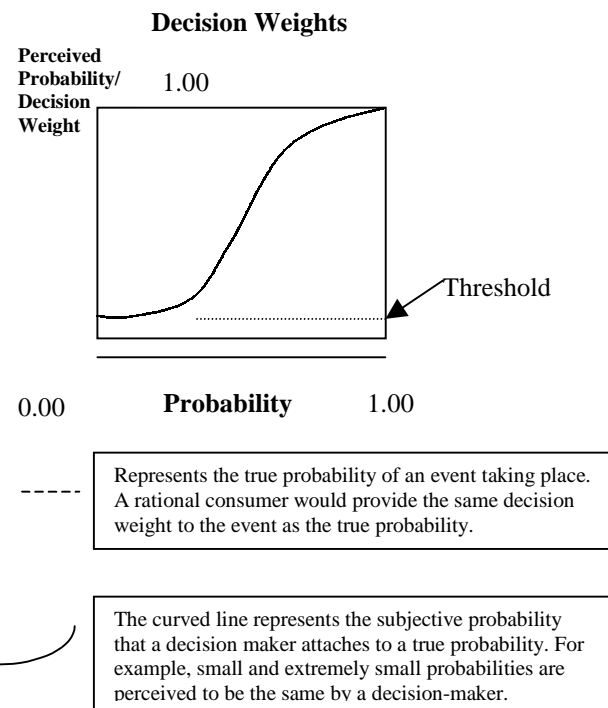 Decision Weights
Perceived
Probability/
Decision
Weight
1.00
Threshold
0.00
Probability
1.00
Represents the true probability of an event taking place.
A rational consumer would provide the same decision
weight to the event as the true probability.
The curved line represents the subjective probability
that a decision maker attaches to a true probability. For
example, small and extremely small probabilities are
perceived to be the same by a decision-maker.